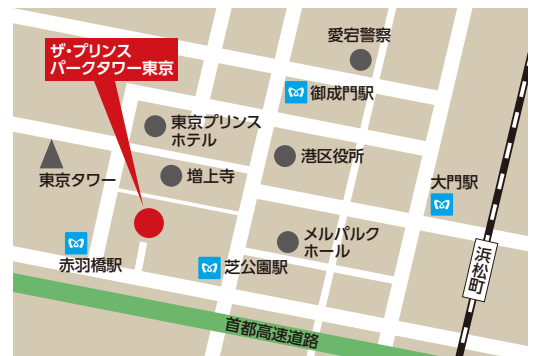 愛宕警察
ザ・プリンス
パークタワー東京
御成門駅
東京プリンス
ホテル
港区役所
東京タワー
増上寺
大門駅
メルパルク
ホール
赤羽橋駅
芝公園駅
浜松町
首都高速道路